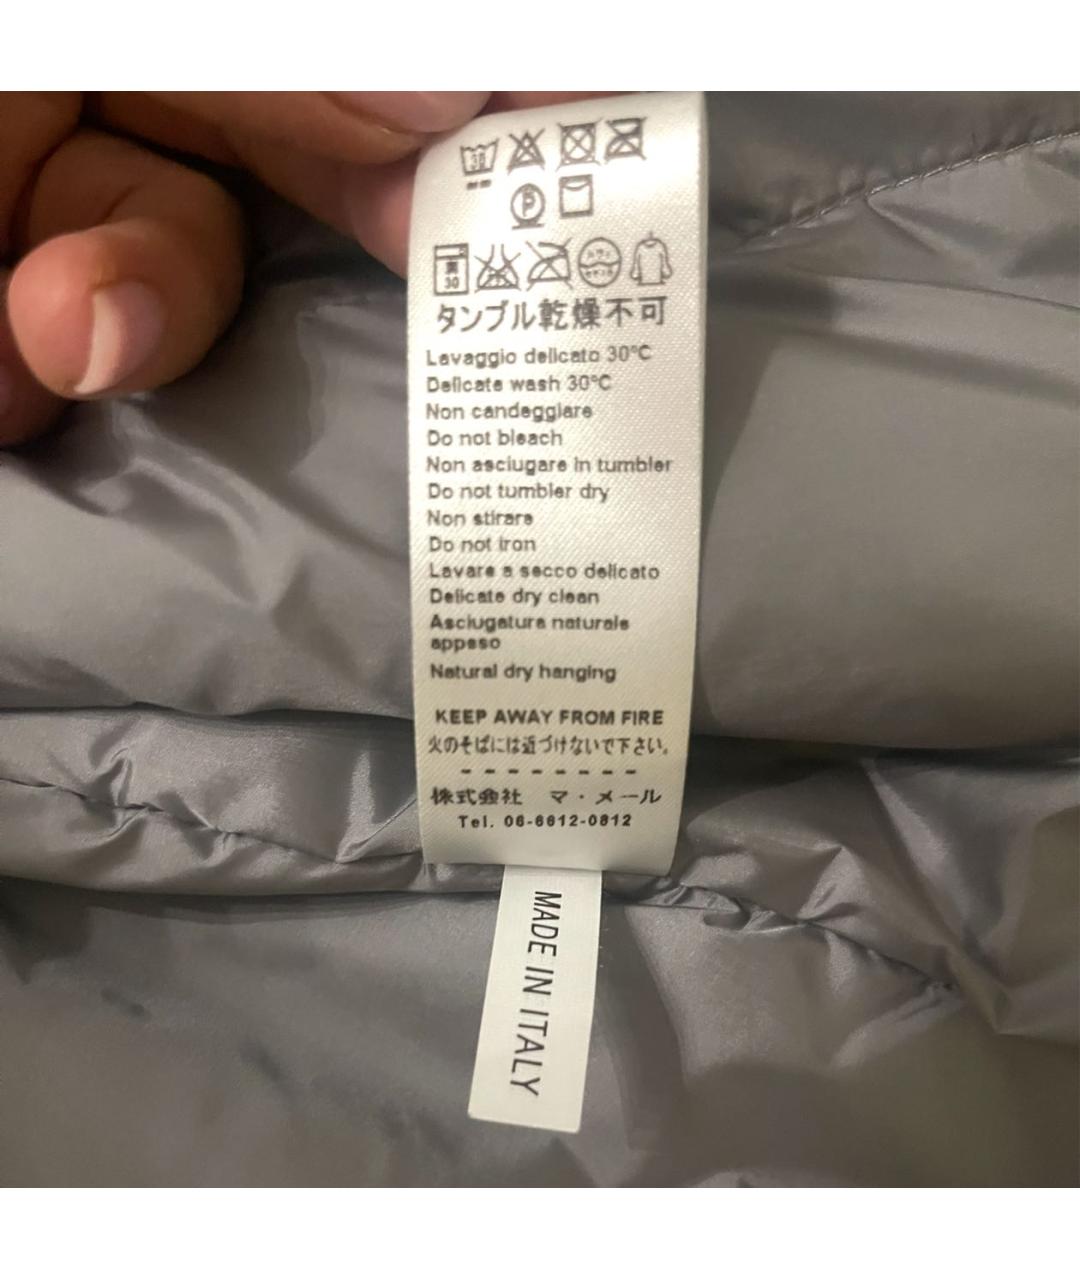 30
P
タンブル乾燥不可
Lavaggio delicato 30°C
Delicate wash 30°C
Non candeggiare
Do not bleach
Non asciugare in tumbler
Do not tumbler dry
Non stirare
Do not iron
Lavare a secco delicato
Delicate dry clean
Asciugatura naturale
appeso
Natural dry hanging
KEEP AWAY FROM FIRE
火のそばには近づけないで下さい。
--------
株式会社 マ・メール
Tel. 06-6612-0812
MADE IN ITALY